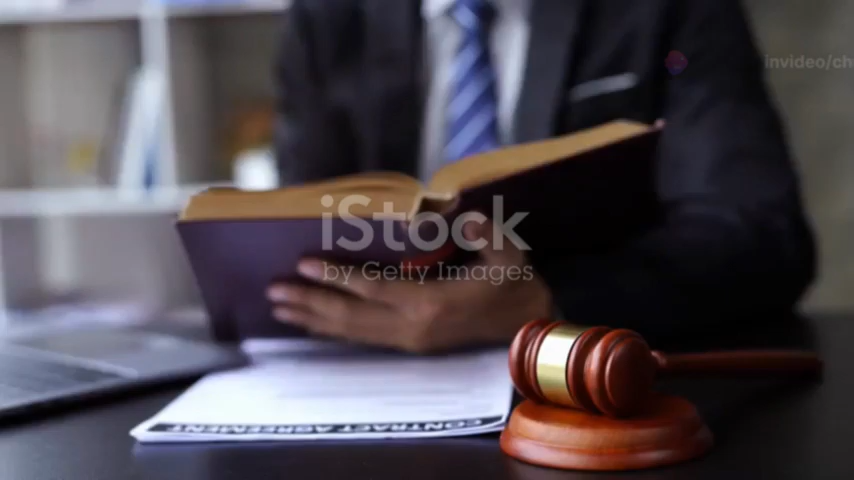 invideo/ch
iStock
by Getty Images
CONTRACT AGREEMENT